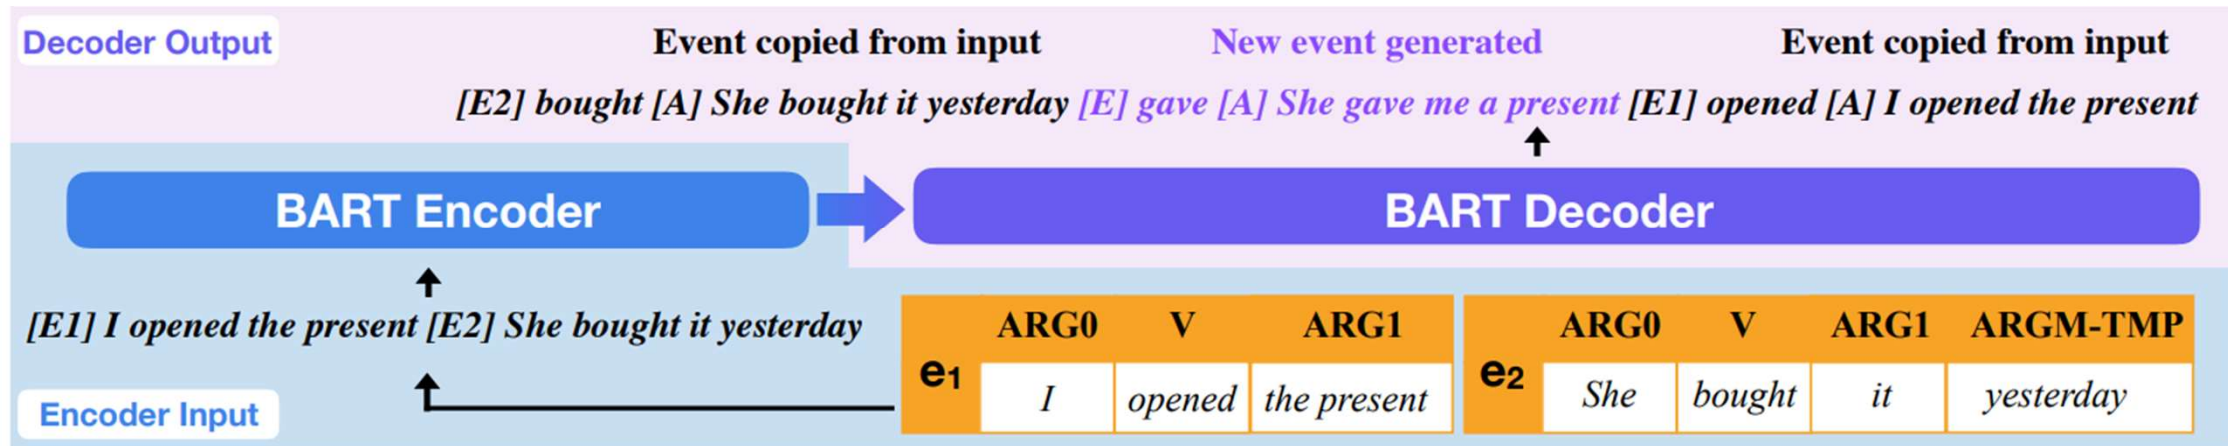 Decoder Output
Event copied from input New event generated Event copied from input
[E2] bought [A] She bought it yesterday [E] gave [A] She gave me a present [E1] opened [A] I opened the present
BART Encoder
BART Decoder
[E1] I opened the present [E2] She bought it yesterday
Encoder Input
e1
ARG0 V ARG1
I opened the present
e2
ARG0 V ARG1 ARGM-TMP
She bought it yesterday